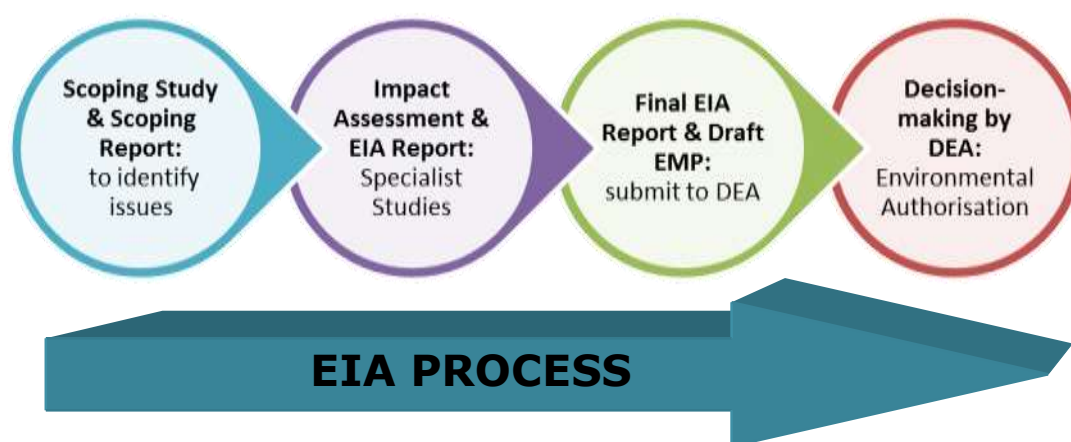 Scoping Study
& Scoping
Report:
to identify
issues
Impact
Assessment &
EIA Report:
Specialist
Studies
Final EIA
Report & Draft
EMP:
submit to DEA
Decision-
making by
DEA:
Environmental
Authorisation
EIA PROCESS